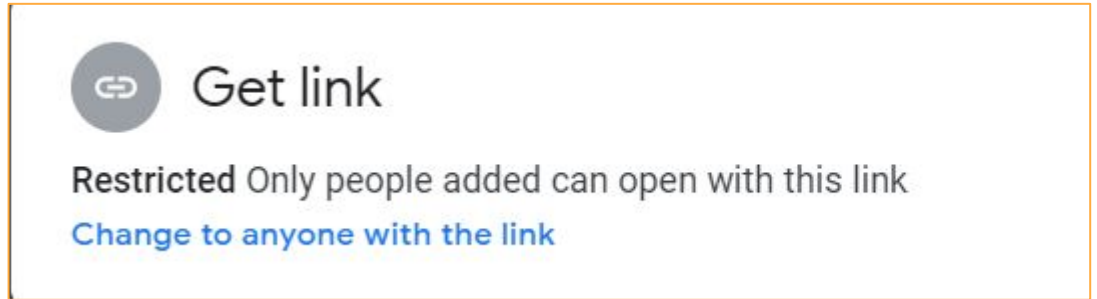 Get link
Restricted Only people added can open with this link
Change to anyone with the link